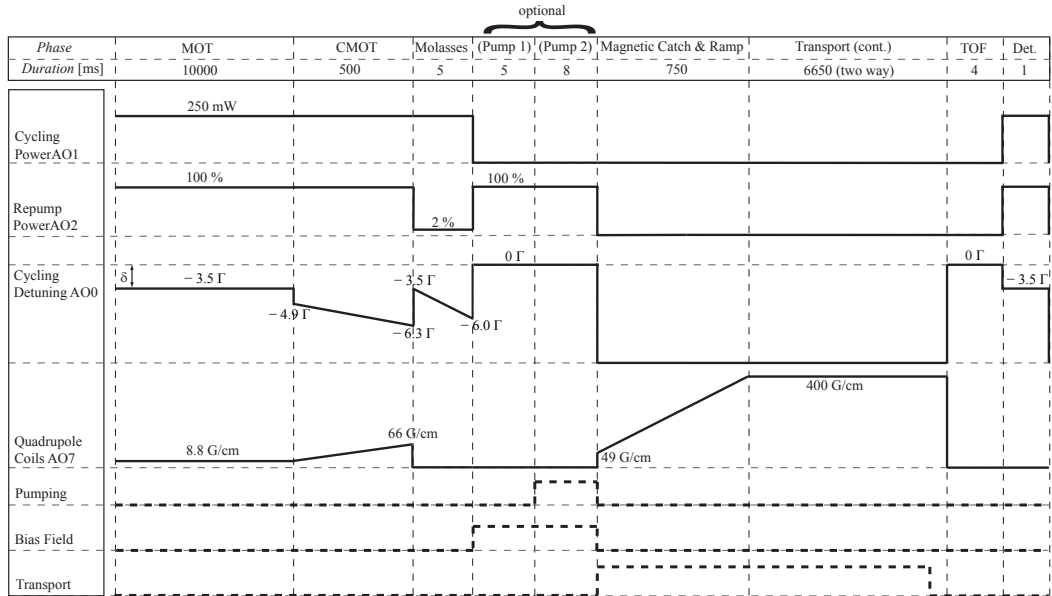 optional
Phase MOT CMOT Molasses (Pump 1) (Pump 2) Magnetic Catch & Ramp Transport (cont.) TOF Det.
Duration [ms] 10000 500 5 5 8 750 6650 (two way) 4 1
250 mW
Cycling
PowerAO1
100 % 100 %
Repump
PowerAO2
2 %
0 Γ 0 Γ
Cycling
Detuning AO0
δ − 3.5 Γ − 3.5 Γ − 3.5 Γ
− 4.9 Γ − 6.3 Γ − 6.0 Γ
400 G/cm
66 G/cm
Quadrupole
Coils AO7
8.8 G/cm 49 G/cm
Pumping
Bias Field
Transport